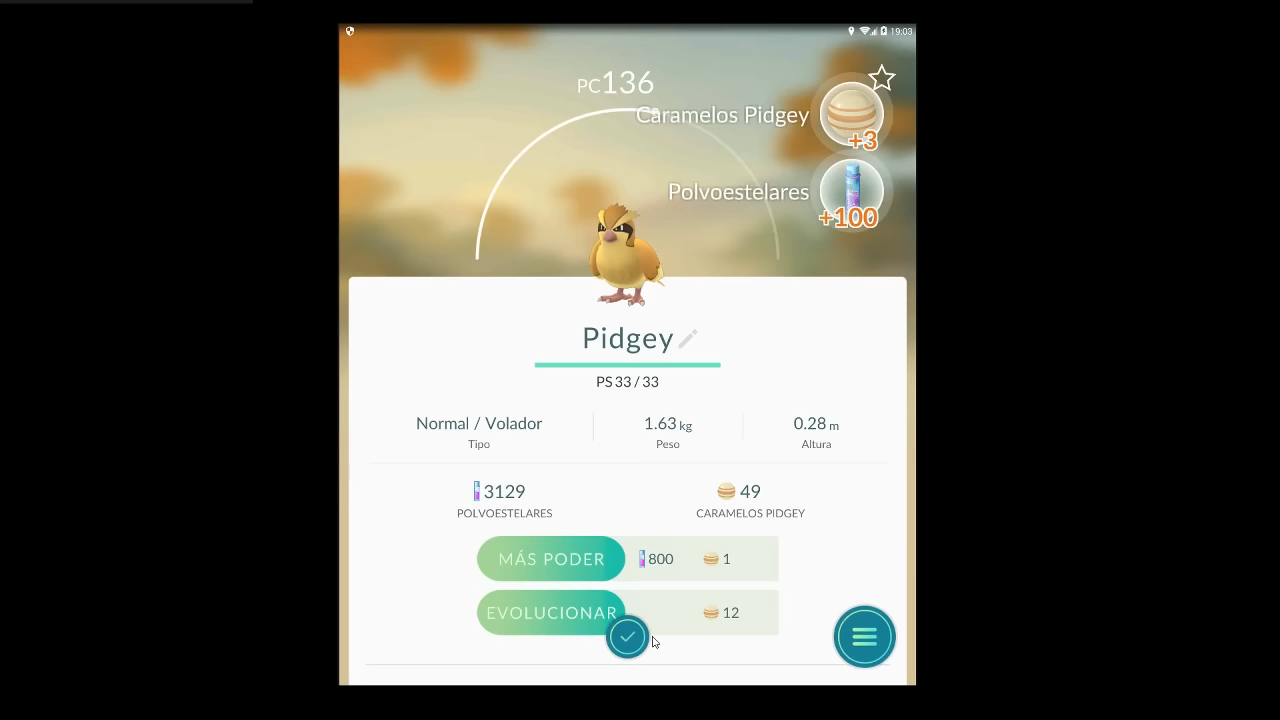 19:03
PC136
Caramelos Pidgey
+3
Polvoestelares
+100
Pidgey
PS 33 / 33
Normal / Volador
1.63 kg
0.28 m
Tipo
Peso
Altura
3129
49
POLVOESTELARES
CARAMELOS PIDGEY
MÁS PODER
800
1
EVOLUCIONAR
12